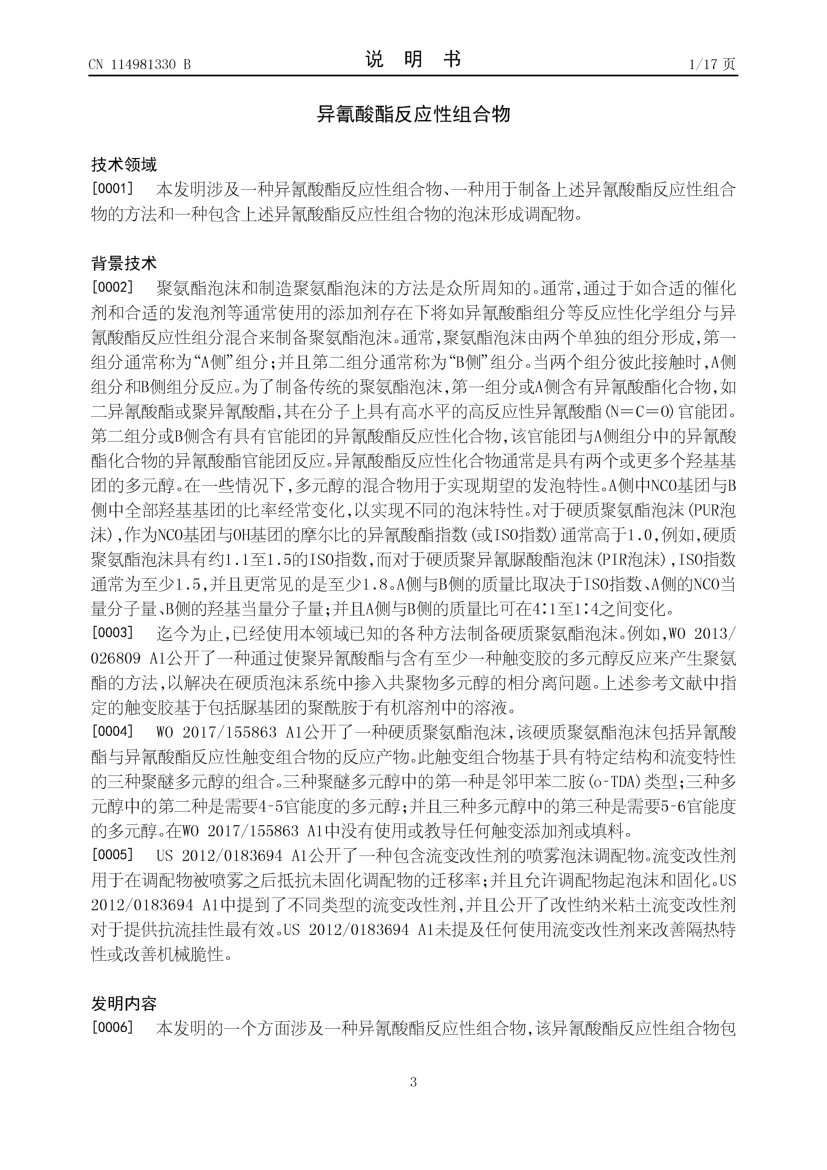 CN 114981330 B
说 明 书
1/17 页
异氰酸酯反应性组合物
技术领域
[0001] 本发明涉及一种异氰酸酯反应性组合物、一种用于制备上述异氰酸酯反应性组合
物的方法和一种包含上述异氰酸酯反应性组合物的泡沫形成调配物。
背景技术
[0002] 聚氨酯泡沫和制造聚氨酯泡沫的方法是众所周知的。通常,通过于如合适的催化
剂和合适的发泡剂等通常使用的添加剂存在下将如异氰酸酯组分等反应性化学组分与异
氰酸酯反应性组分混合来制备聚氨酯泡沫。通常,聚氨酯泡沫由两个单独的组分形成,第一
组分通常称为“A侧”组分;并且第二组分通常称为“B侧”组分。当两个组分彼此接触时,A侧
组分和B侧组分反应。为了制备传统的聚氨酯泡沫,第一组分或A侧含有异氰酸酯化合物,如
二异氰酸酯或聚异氰酸酯,其在分子上具有高水平的高反应性异氰酸酯(N=C=O)官能团。
第二组分或B侧含有具有官能团的异氰酸酯反应性化合物,该官能团与A侧组分中的异氰酸
酯化合物的异氰酸酯官能团反应。异氰酸酯反应性化合物通常是具有两个或更多个羟基基
团的多元醇。在一些情况下,多元醇的混合物用于实现期望的发泡特性。A侧中NCO基团与B
侧中全部羟基基团的比率经常变化,以实现不同的泡沫特性。对于硬质聚氨酯泡沫(PUR泡
沫),作为NCO基团与OH基团的摩尔比的异氰酸酯指数(或ISO指数)通常高于1.0,例如,硬质
聚氨酯泡沫具有约1.1至1.5的ISO指数,而对于硬质聚异氰脲酸酯泡沫(PIR泡沫),ISO指数
通常为至少1.5,并且更常见的是至少1.8。A侧与B侧的质量比取决于ISO指数、A侧的NCO当
量分子量、B侧的羟基当量分子量;并且A侧与B侧的质量比可在4:1至1:4之间变化。
[0003] 迄今为止,已经使用本领域已知的各种方法制备硬质聚氨酯泡沫。例如,WO 2013/
026809 A1公开了一种通过使聚异氰酸酯与含有至少一种触变胶的多元醇反应来产生聚氨
酯的方法,以解决在硬质泡沫系统中掺入共聚物多元醇的相分离问题。上述参考文献中指
定的触变胶基于包括脲基团的聚酰胺于有机溶剂中的溶液。
[0004] WO 2017/155863 A1公开了一种硬质聚氨酯泡沫,该硬质聚氨酯泡沫包括异氰酸
酯与异氰酸酯反应性触变组合物的反应产物。此触变组合物基于具有特定结构和流变特性
的三种聚醚多元醇的组合。三种聚醚多元醇中的第一种是邻甲苯二胺(o-TDA)类型;三种多
元醇中的第二种是需要4-5官能度的多元醇;并且三种多元醇中的第三种是需要5-6官能度
的多元醇。在WO 2017/155863 A1中没有使用或教导任何触变添加剂或填料。
[0005] US 2012/0183694 A1公开了一种包含流变改性剂的喷雾泡沫调配物。流变改性剂
用于在调配物被喷雾之后抵抗未固化调配物的迁移率;并且允许调配物起泡沫和固化。US
2012/0183694 A1中提到了不同类型的流变改性剂,并且公开了改性纳米粘土流变改性剂
对于提供抗流挂性最有效。US 2012/0183694 A1未提及任何使用流变改性剂来改善隔热特
性或改善机械脆性。
发明内容
[0006] 本发明的一个方面涉及一种异氰酸酯反应性组合物,该异氰酸酯反应性组合物包
3